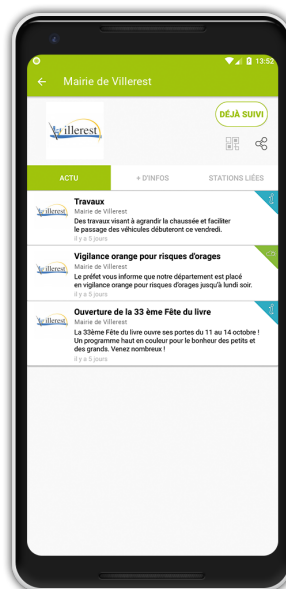 13:52
Mairie de Villerest
Villerest
DÉJÀ SUIVI
ACTU
+ D'INFOS
STATIONS LIÉES
Villerest
Travaux
Mairie de Villerest
Des travaux visant à agrandir la chaussée et faciliter
le passage des véhicules débuteront ce vendredi.
il y a 5 jours
Villerest
Vigilance orange pour risques d'orages
Mairie de Villerest
Le préfet vous informe que notre département est placé
en vigilance orange pour risques d'orages jusqu'à lundi soir.
il y a 5 jours
Villerest
Ouverture de la 33 ème Fête du livre
Mairie de Villerest
La 33ème Fête du livre ouvre ses portes du 11 au 14 octobre !
Un programme haut en couleur pour le bonheur des petits et
des grands. Venez nombreux !
il y a 5 jours